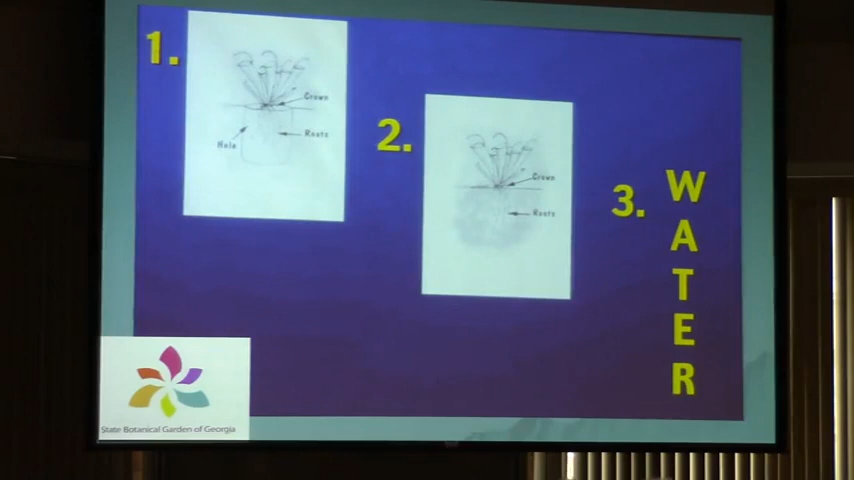 1.
Crown
Hole
Roots
2.
Crown
Roots
3.
W
A
T
E
R
State Botanical Garden of Georgia